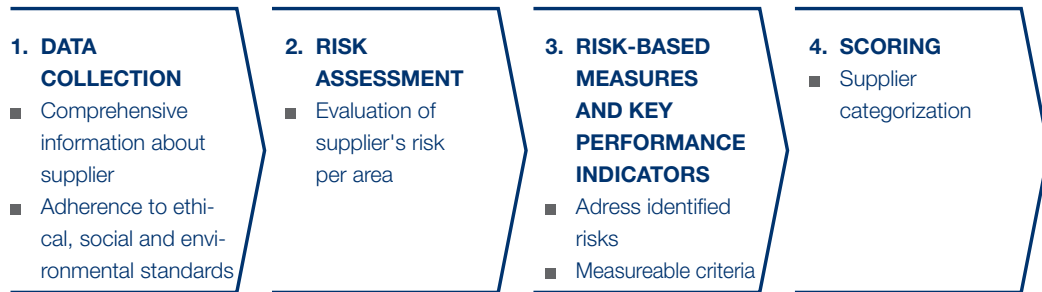 1. DATA
COLLECTION
Comprehensive
information about
supplier
Adherence to ethi-
cal, social and envi-
ronmental standards
2. RISK
ASSESSMENT
Evaluation of
supplier's risk
per area
3. RISK-BASED
MEASURES
AND KEY
PERFORMANCE
INDICATORS
Adress identified
risks
Measureable criteria
4. SCORING
Supplier
categorization